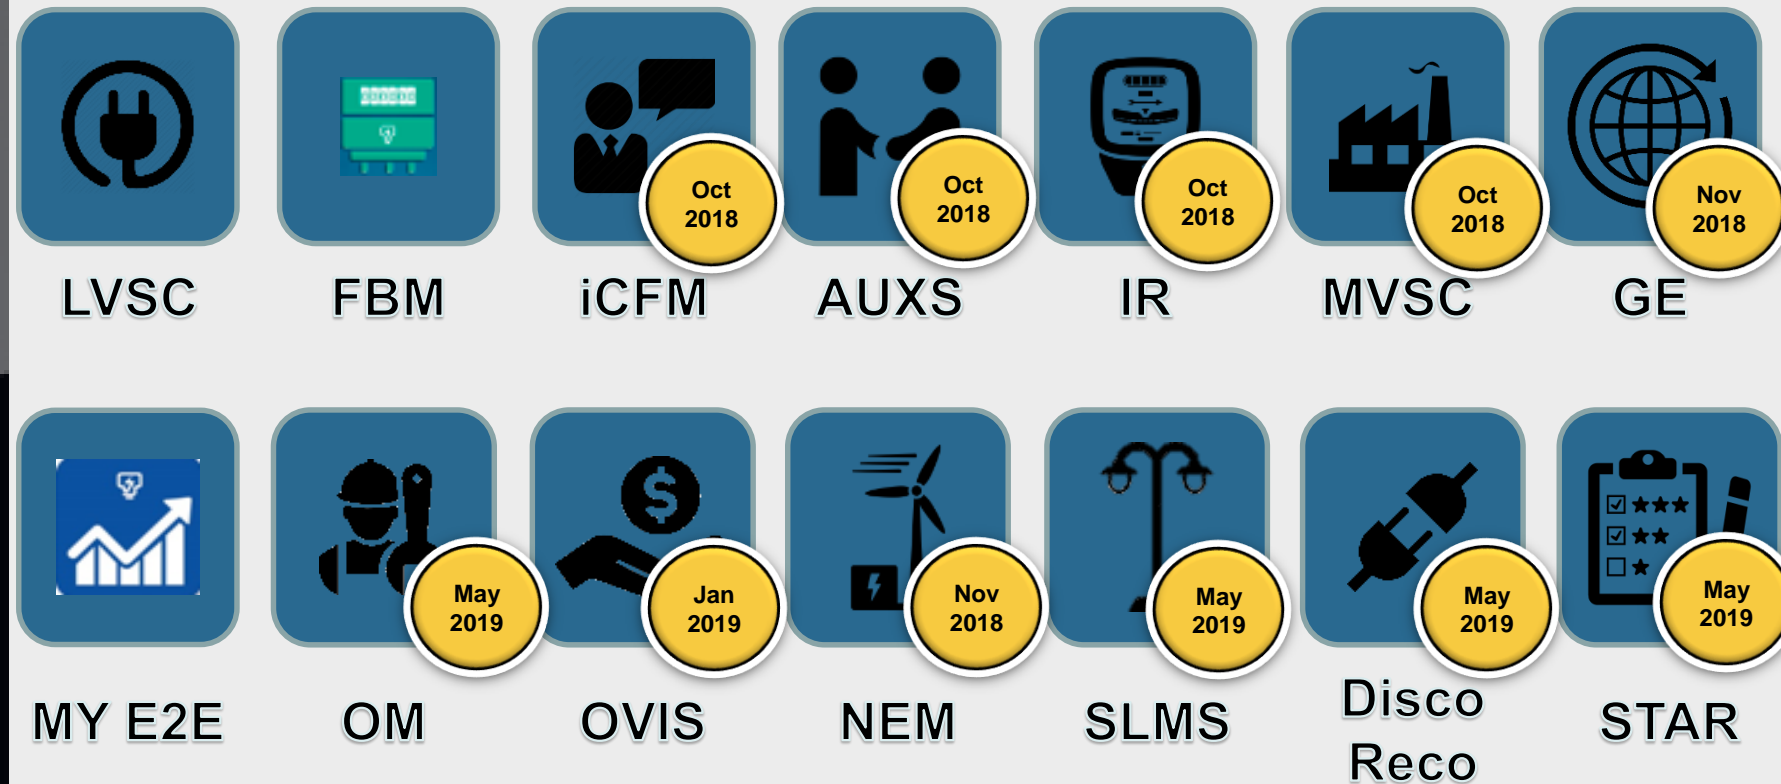 Oct
2018
Oct
2018
Oct
2018
Oct
2018
Nov
2018
LVSC
FBM
iCFM
AUXS
IR
MVSC
GE
May
2019
Jan
2019
Nov
2018
May
2019
May
2019
May
2019
MY E2E
OM
OVIS
NEM
SLMS
Disco
Reco
STAR